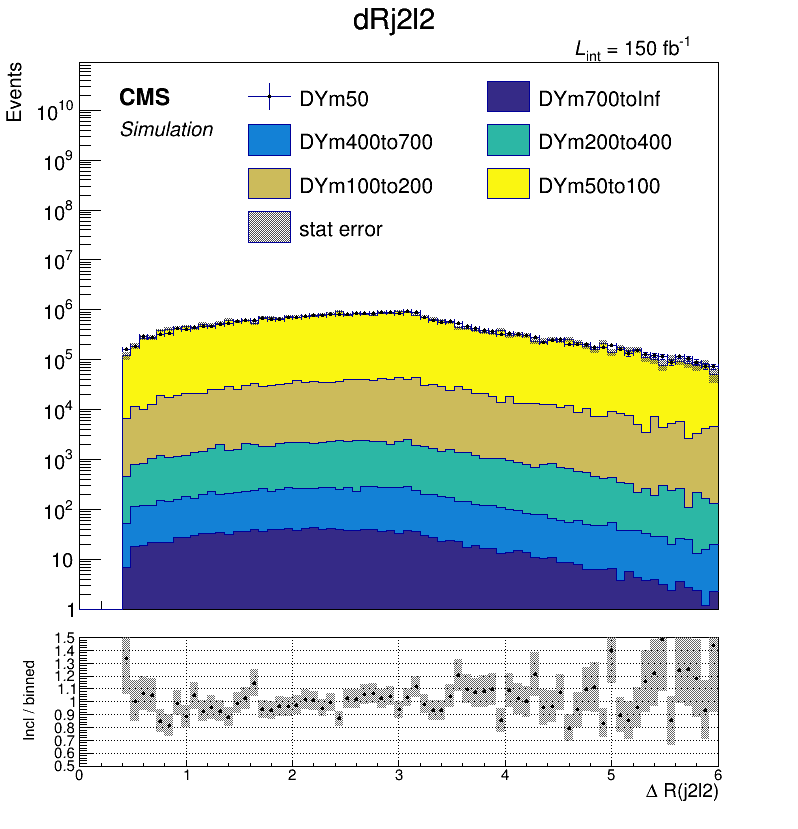 dRj2l2
L_int = 150 fb⁻¹
Events
CMS
Simulation
DYm50
DYm700toInf
DYm400to700
DYm200to400
DYm100to200
DYm50to100
stat error
10¹⁰
10⁹
10⁸
10⁷
10⁶
10⁵
10⁴
10³
10²
10
1
Incl / binned
1.5
1.4
1.3
1.2
1.1
1
0.9
0.8
0.7
0.6
0.5
0 1 2 3 4 5 6
Δ R(j2l2)